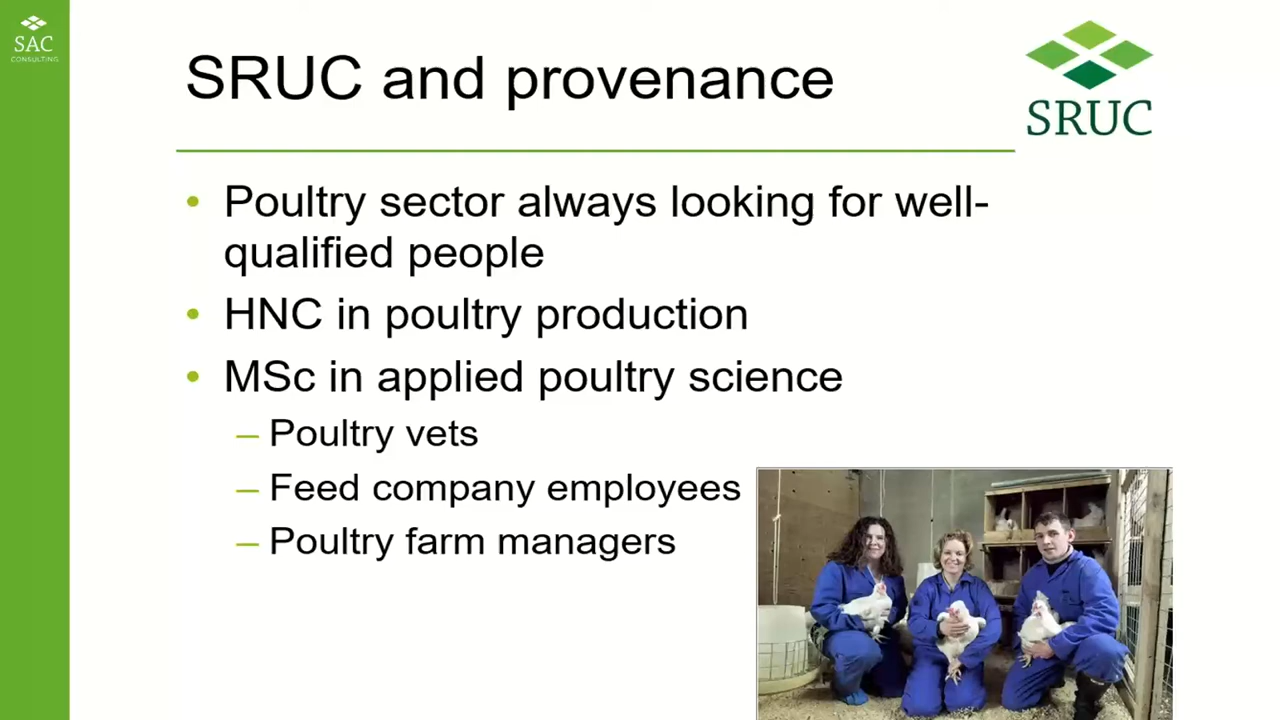 SAC
CONSULTING
SRUC and provenance
SRUC
• Poultry sector always looking for well-
qualified people
• HNC in poultry production
• MSc in applied poultry science
– Poultry vets
– Feed company employees
– Poultry farm managers